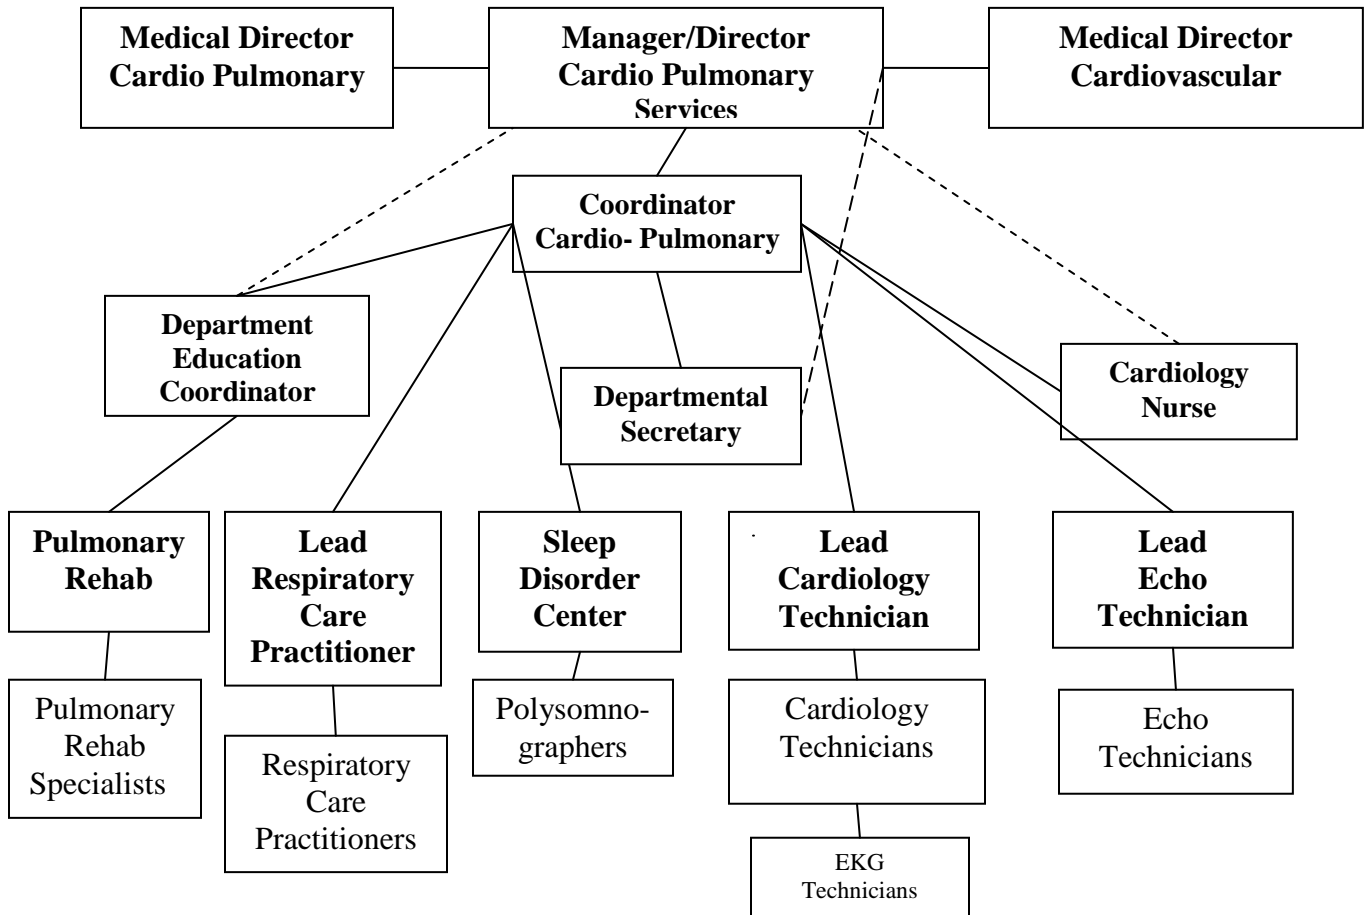 Medical Director
Cardio Pulmonary
Manager/Director
Cardio Pulmonary
Services
Medical Director
Cardiovascular
Coordinator
Cardio- Pulmonary
Department
Education
Coordinator
Departmental
Secretary
Cardiology
Nurse
Pulmonary
Rehab
Lead
Respiratory
Care
Practitioner
Sleep
Disorder
Center
Lead
Cardiology
Technician
Lead
Echo
Technician
Pulmonary
Rehab
Specialists
Respiratory
Care
Practitioners
Polysomno-
graphers
Cardiology
Technicians
Echo
Technicians
EKG
Technicians